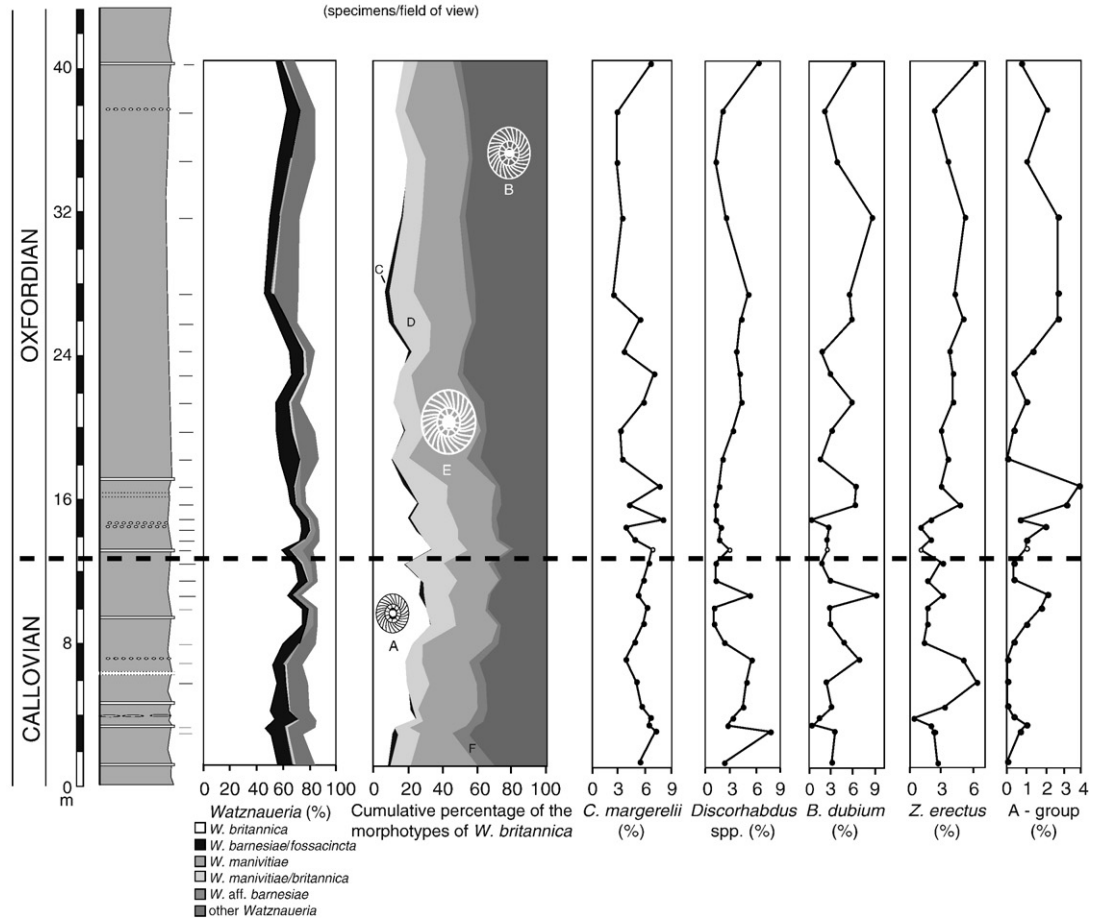 (specimens/field of view)
OXFORDIAN
CALLOVIAN
40
32
24
16
8
0
m
B
C
D
E
A
F
0 20 40 60 80 100
0 20 40 60 80 100
0 3 6 9
0 3 6 9
0 3 6 9
0 3 6
0 1 2 3 4
Watznaueria (%)
W. britannica
W. barnesiae/fossacincta
W. manivitiae
W. manivitiae/britannica
W. aff. barnesiae
other Watznaueria
Cumulative percentage of the
morphotypes of W. britannica
C. margerelii
(%)
Discorhabdus
spp. (%)
B. dubium
(%)
Z. erectus
(%)
A - group
(%)